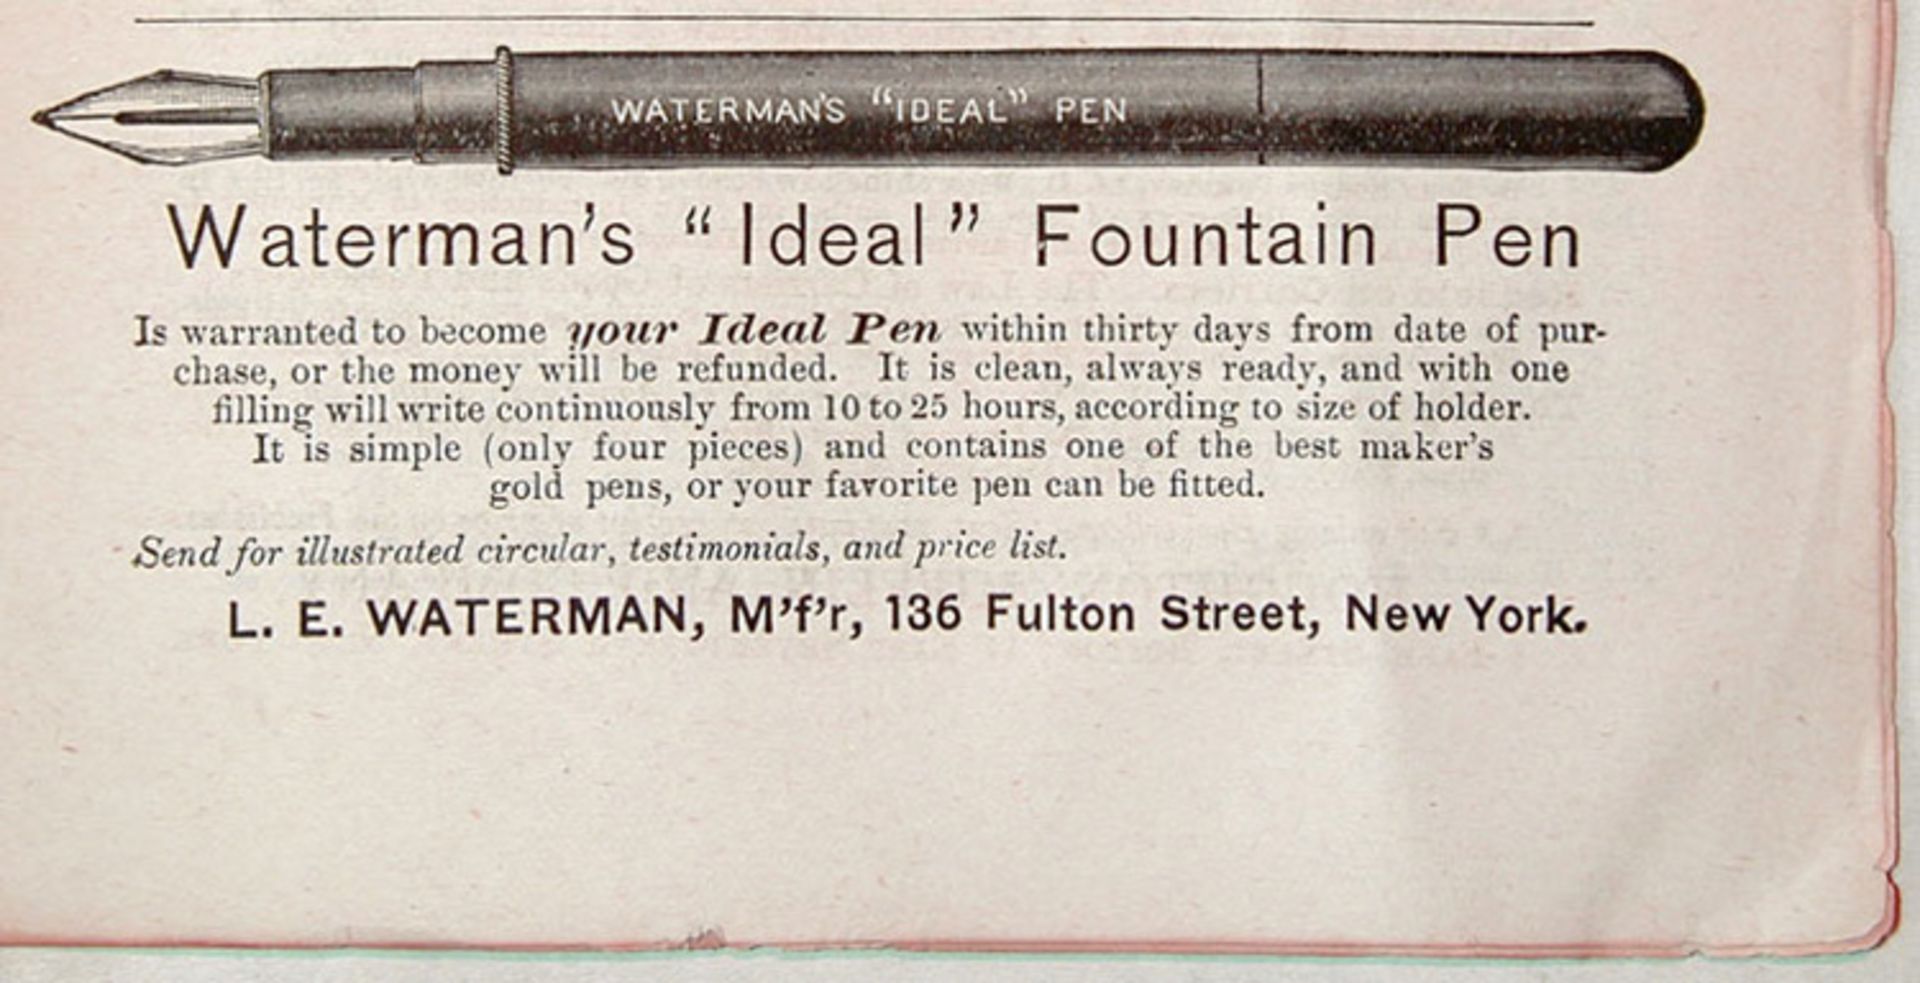 WATERMAN'S "IDEAL" PEN
Waterman's "Ideal" Fountain Pen
Is warranted to become your Ideal Pen within thirty days from date of pur-
chase, or the money will be refunded. It is clean, always ready, and with one
filling will write continuously from 10 to 25 hours, according to size of holder.
It is simple (only four pieces) and contains one of the best maker's
gold pens, or your favorite pen can be fitted.
Send for illustrated circular, testimonials, and price list.
L. E. WATERMAN, M'f'r, 136 Fulton Street, New York.